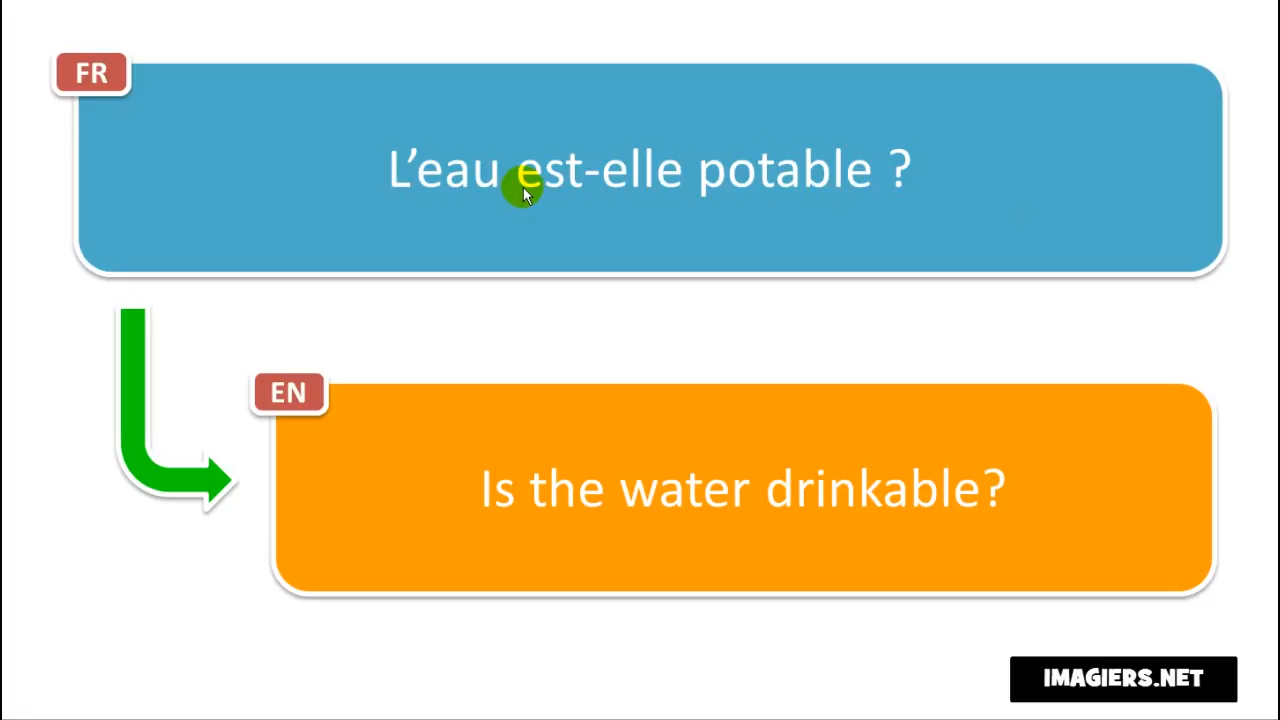 FR
L’eau est-elle potable ?
EN
Is the water drinkable?
IMAGIERS.NET